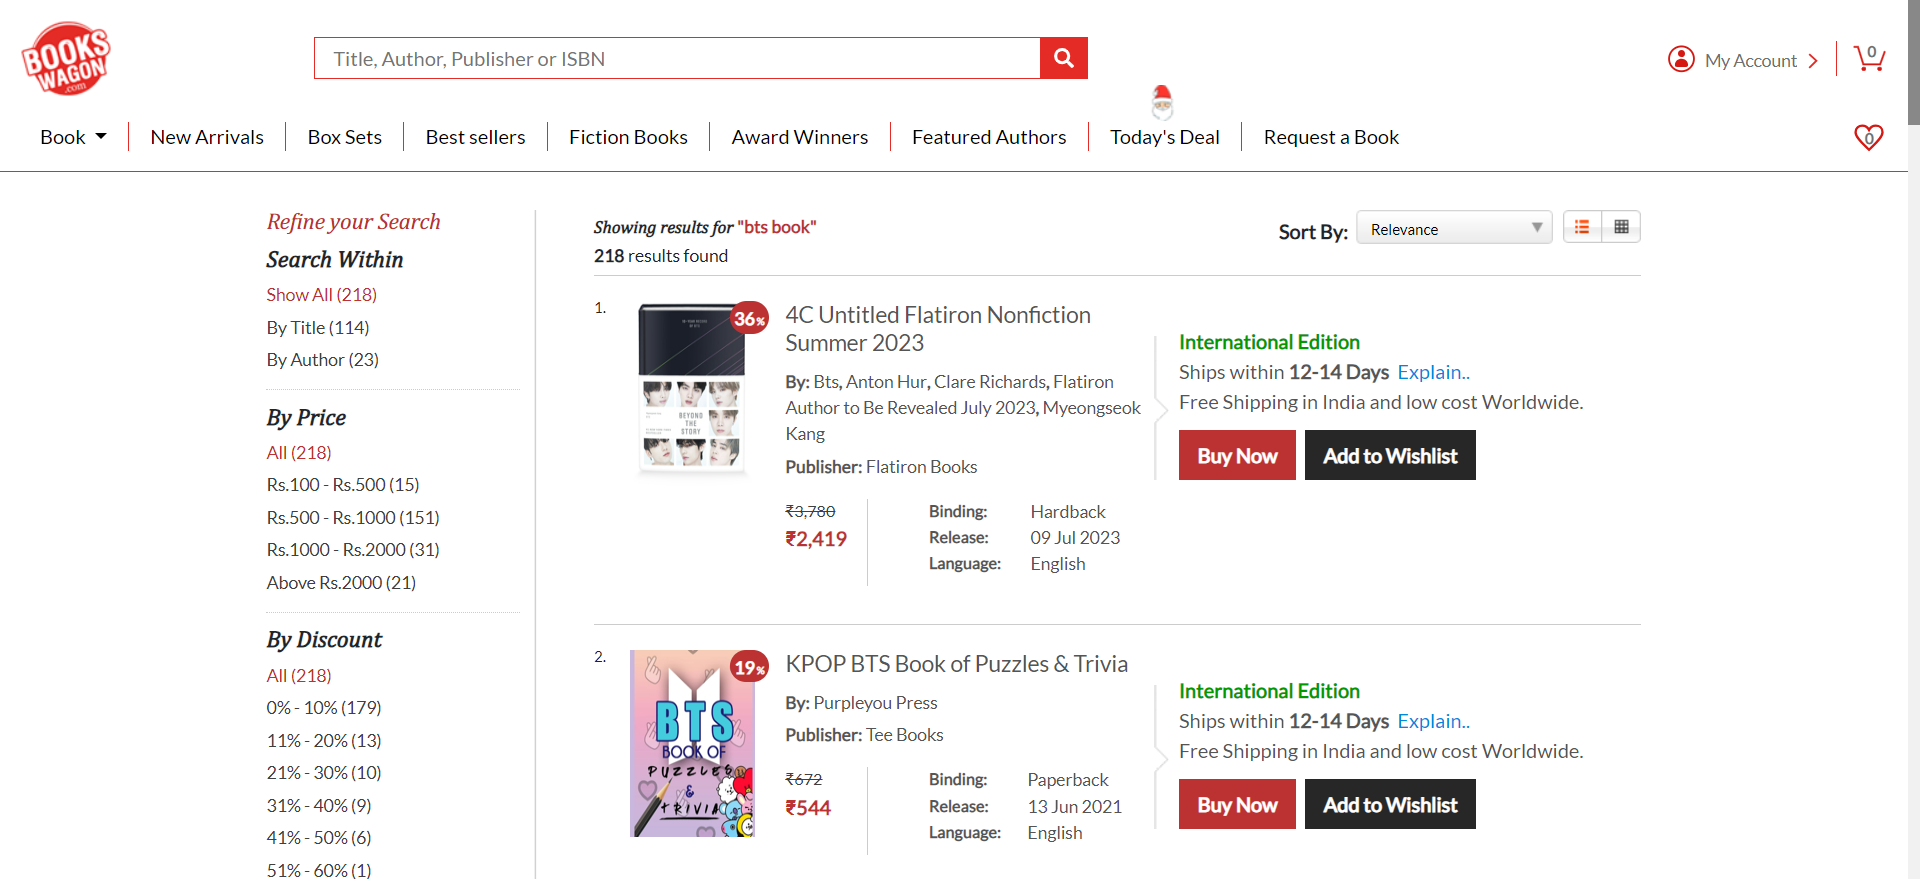 BOOKS
WAGON
.com
Title, Author, Publisher or ISBN
My Account
0
Book
New Arrivals
Box Sets
Best sellers
Fiction Books
Award Winners
Featured Authors
Today's Deal
Request a Book
0
Refine your Search
Search Within
Show All (218)
By Title (114)
By Author (23)
By Price
All (218)
Rs.100 - Rs.500 (15)
Rs.500 - Rs.1000 (151)
Rs.1000 - Rs.2000 (31)
Above Rs.2000 (21)
By Discount
All (218)
0% - 10% (179)
11% - 20% (13)
21% - 30% (10)
31% - 40% (9)
41% - 50% (6)
51% - 60% (1)
Showing results for "bts book"
218 results found
Sort By:
Relevance
1.
36%
BEYOND
THE
STORY
4C Untitled Flatiron Nonfiction
Summer 2023
By: Bts, Anton Hur, Clare Richards, Flatiron
Author to Be Revealed July 2023, Myeongseok
Kang
Publisher: Flatiron Books
₹3,780
₹2,419
Binding: Hardback
Release: 09 Jul 2023
Language: English
International Edition
Ships within 12-14 Days Explain..
Free Shipping in India and low cost Worldwide.
Buy Now
Add to Wishlist
2.
19%
BTS
BOOK OF
PUZZLES
&
TRIVIA
KPOP BTS Book of Puzzles & Trivia
By: Purpleyou Press
Publisher: Tee Books
₹672
₹544
Binding: Paperback
Release: 13 Jun 2021
Language: English
International Edition
Ships within 12-14 Days Explain..
Free Shipping in India and low cost Worldwide.
Buy Now
Add to Wishlist